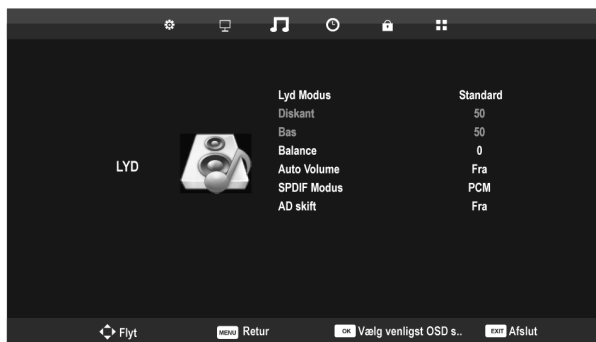 Lyd Modus Standard
Diskant 50
Bas 50
Balance 0
LYD
Auto Volume Fra
SPDIF Modus PCM
AD skift Fra
Flyt MENU Retur OK Vælg venligst OSD s.. EXIT Afslut